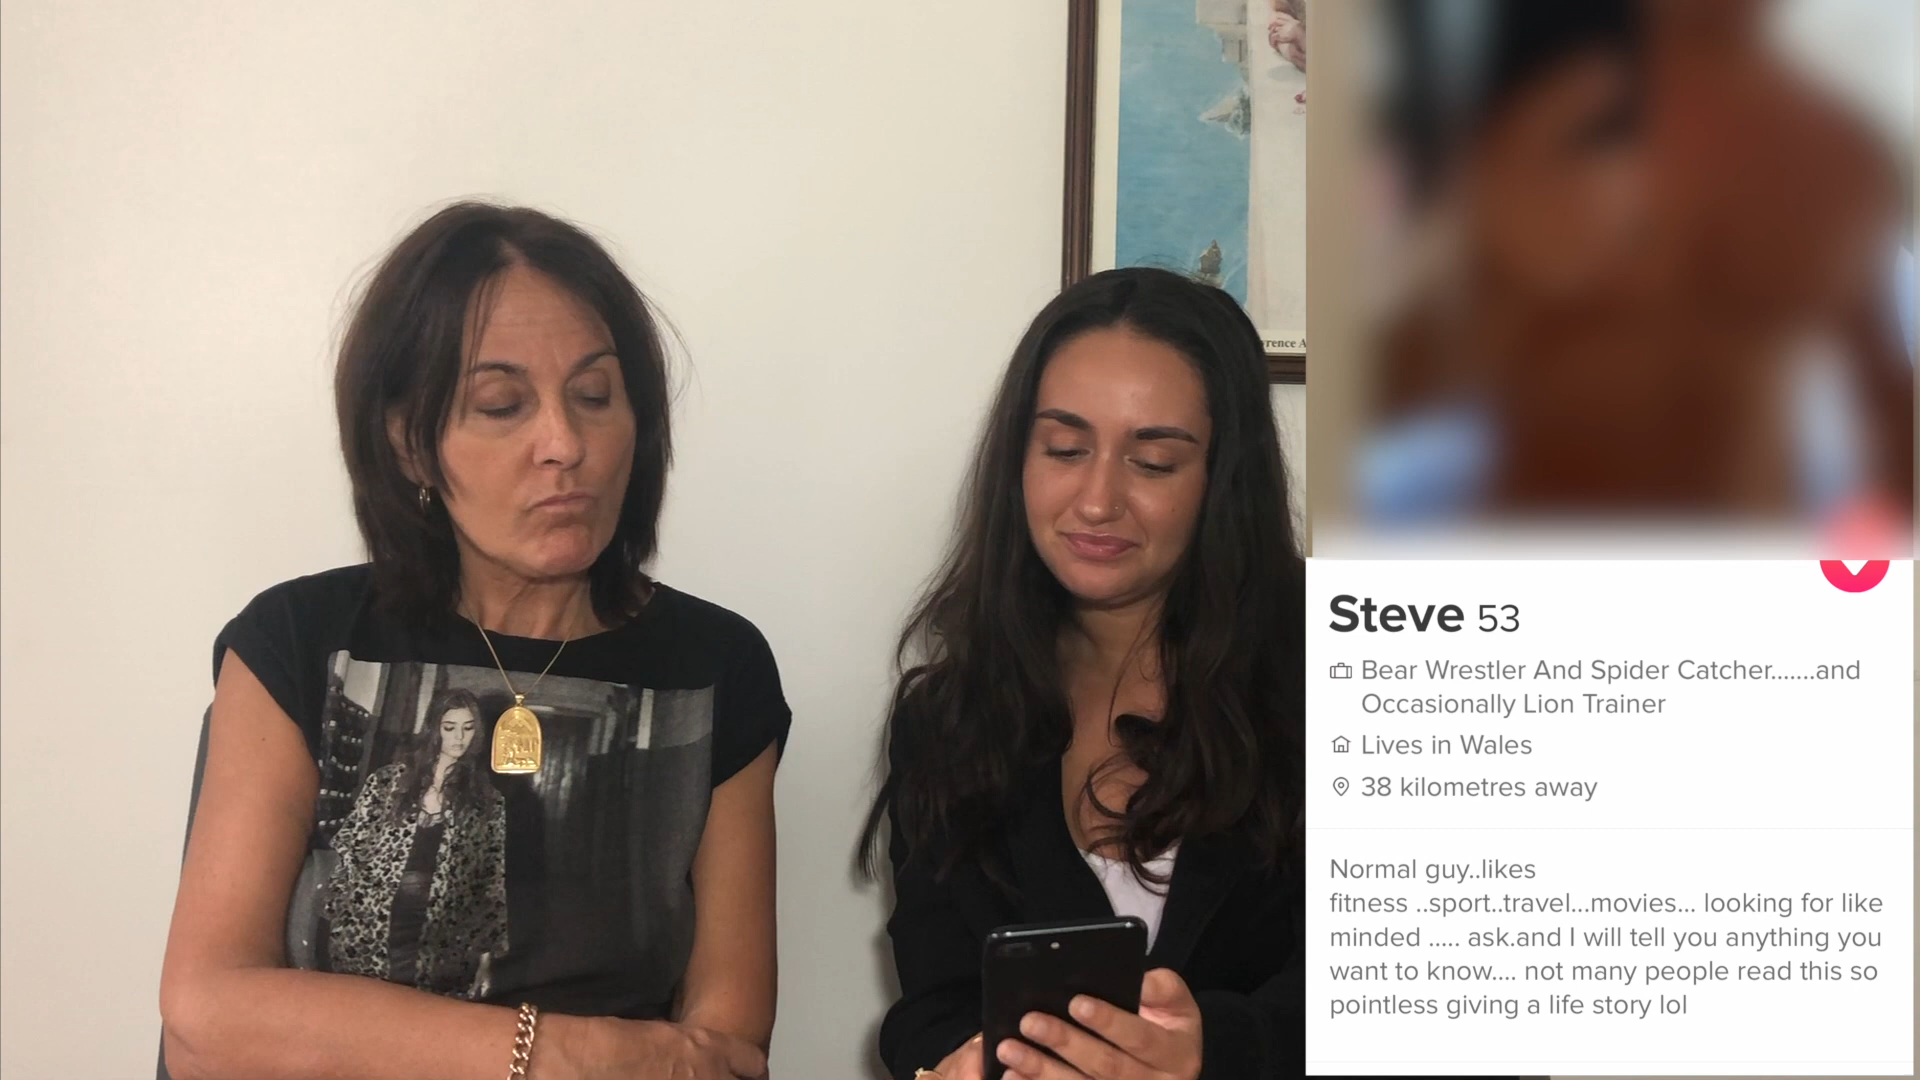 rence A
Steve 53
Bear Wrestler And Spider Catcher.......and
Occasionally Lion Trainer
Lives in Wales
38 kilometres away
Normal guy..likes
fitness ..sport..travel...movies... looking for like
minded ..... ask.and I will tell you anything you
want to know.... not many people read this so
pointless giving a life story lol